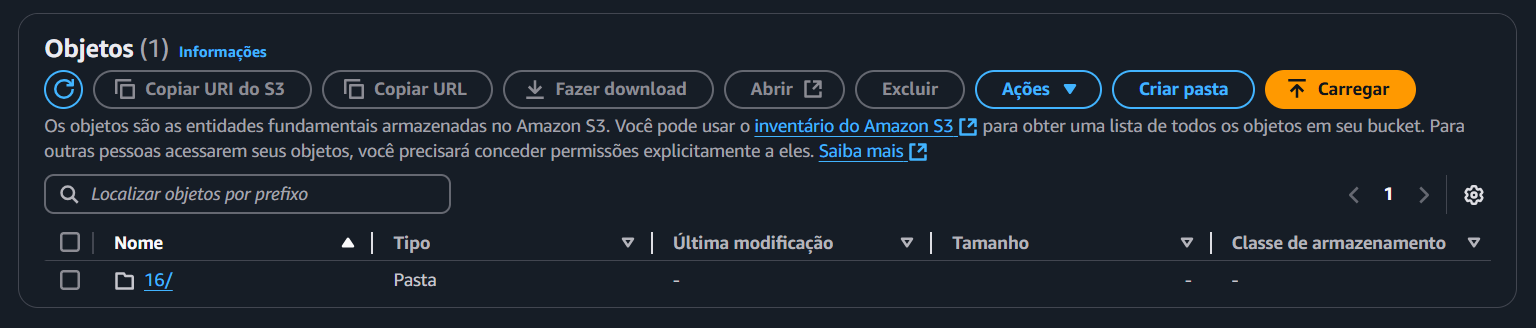 Objetos (1) Informações
Copiar URI do S3 Copiar URL Fazer download Abrir Excluir Ações Criar pasta Carregar
Os objetos são as entidades fundamentais armazenadas no Amazon S3. Você pode usar o inventário do Amazon S3 para obter uma lista de todos os objetos em seu bucket. Para
outras pessoas acessarem seus objetos, você precisará conceder permissões explicitamente a eles. Saiba mais
Localizar objetos por prefixo 1
Nome Tipo Última modificação Tamanho Classe de armazenamento
16/ Pasta - - -